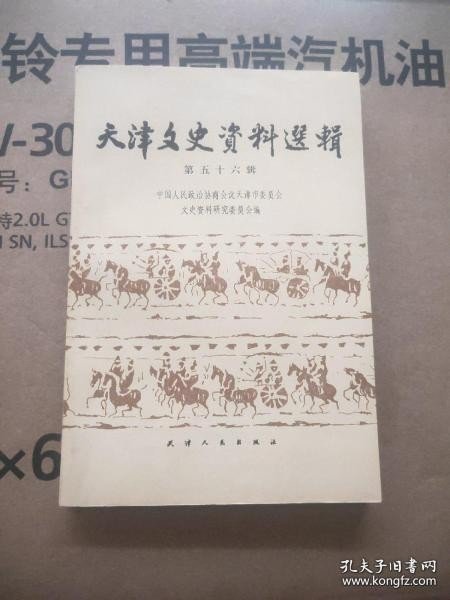 铃专用高端汽机油
号：G
特2.0L G
SN, ILS
×6
天津文史資料選輯
第五十六辑
中国人民政治协商会议天津市委员会
文史资料研究委员会编
天津人民出版社
孔夫子旧书网
www.kongfz.com